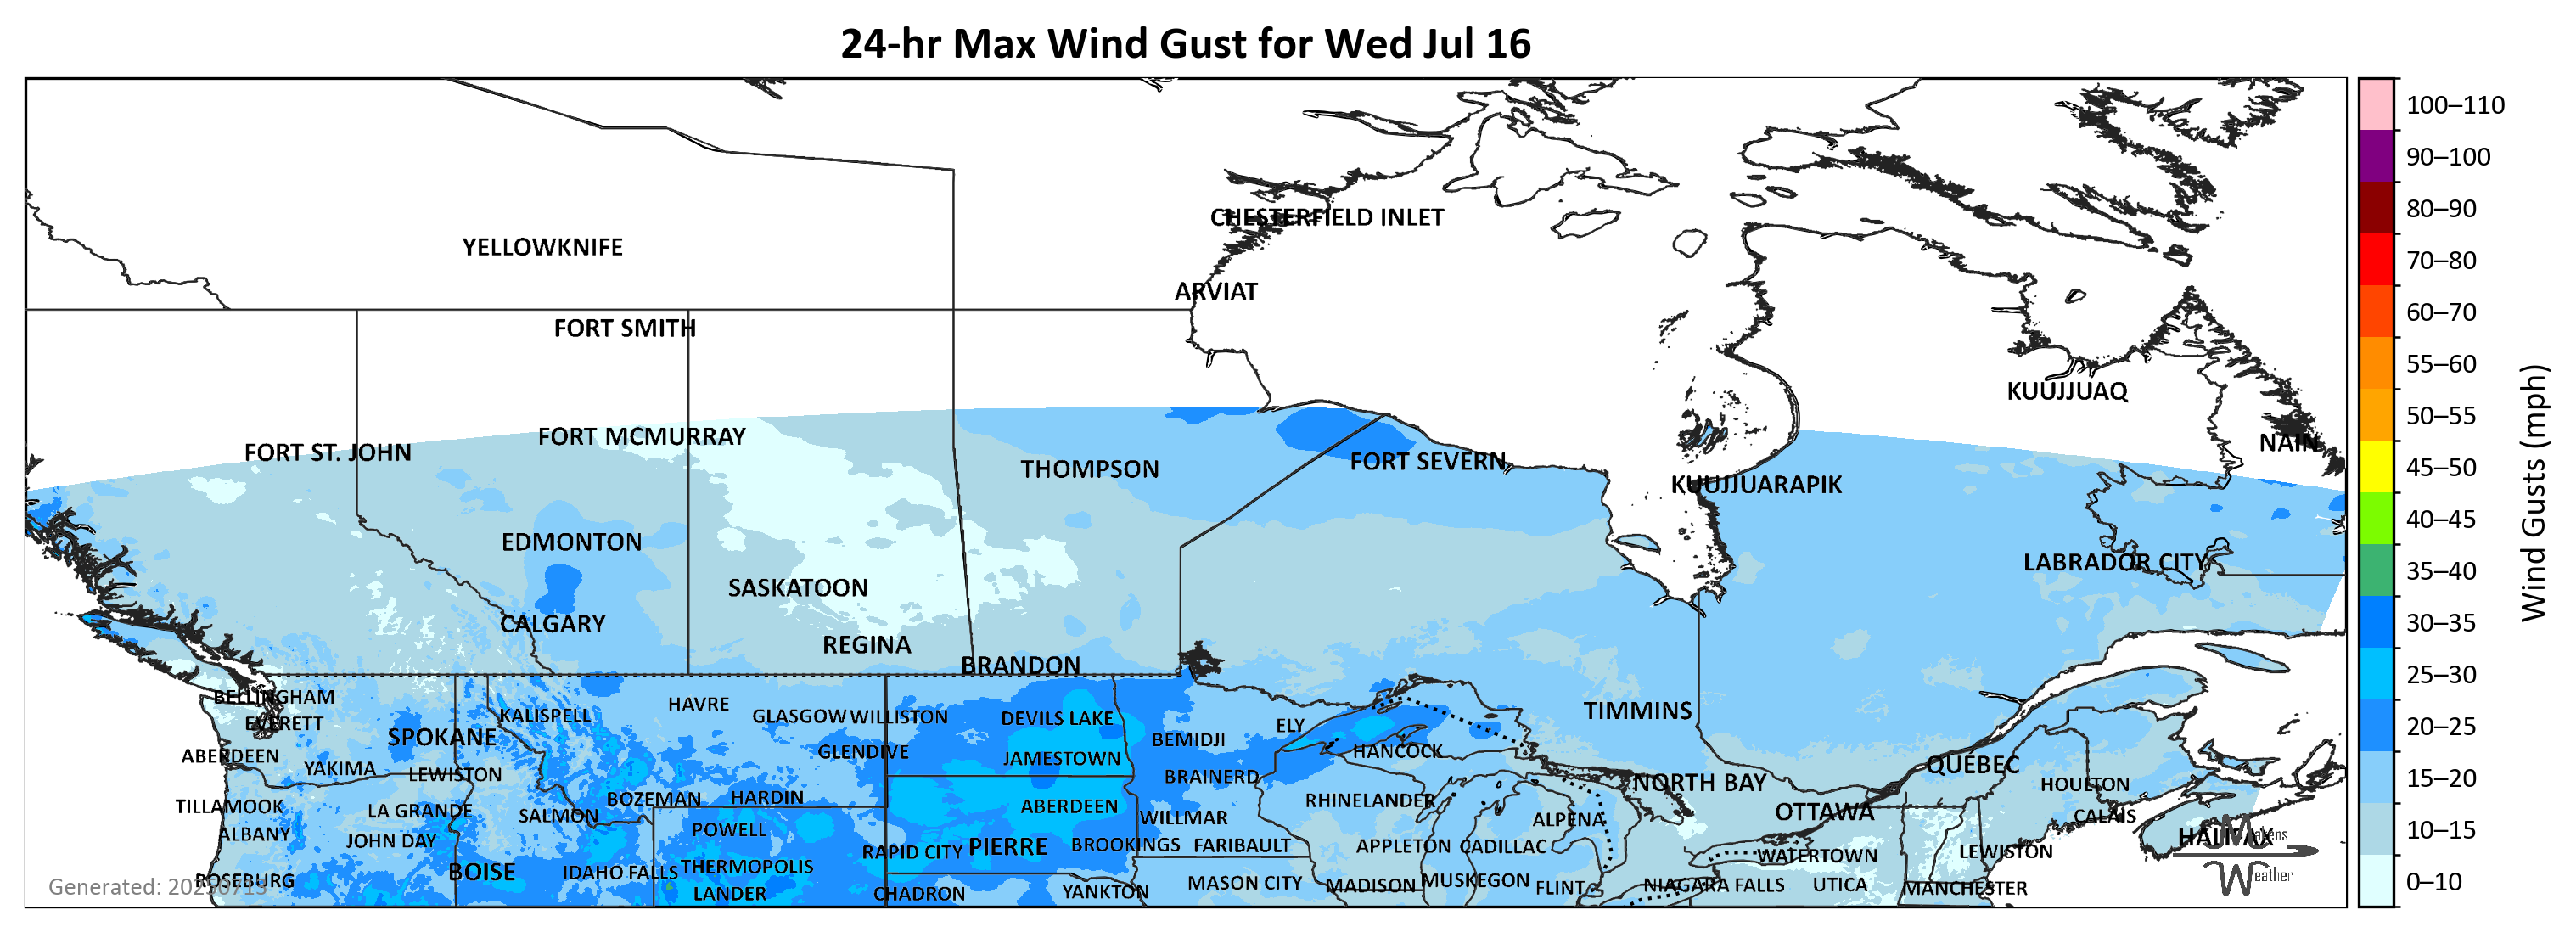 24-hr Max Wind Gust for Wed Jul 16
100–110
90–100
80–90
70–80
60–70
55–60
50–55
45–50
40–45
35–40
30–35
25–30
20–25
15–20
10–15
0–10
Wind Gusts (mph)
CHESTERFIELD INLET
YELLOWKNIFE
ARVIAT
FORT SMITH
KUUJJUAQ
FORT MCMURRAY
NAIN
FORT ST. JOHN
FORT SEVERN
THOMPSON
KUUJJUARAPIK
EDMONTON
LABRADOR CITY
SASKATOON
CALGARY
REGINA
BRANDON
BELLINGHAM
HAVRE
TIMMINS
KALISPELL
GLASGOW
WILLISTON
DEVILS LAKE
EVERETT
ELY
SPOKANE
BEMIDJI
GLENDIVE
HANCOCK
ABERDEEN
JAMESTOWN
QUÉBEC
YAKIMA
LEWISTON
BRAINERD
NORTH BAY
HOULTON
BOZEMAN
HARDIN
RHINELANDER
TILLAMOOK
ABERDEEN
LA GRANDE
OTTAWA
SALMON
CALAIS
WILLMAR
ALPENA
POWELL
ALBANY
HALIFAX
JOHN DAY
PIERRE
BROOKINGS
FARIBAULT
APPLETON
CADILLAC
RAPID CITY
LEWISTON
WATERTOWN
THERMOPOLIS
BOISE
IDAHO FALLS
ROSEBURG
MUSKEGON
MASON CITY
MADISON
NIAGARA FALLS
UTICA
FLINT
MANCHESTER
LANDER
CHADRON
YANKTON
Generated: 20250713
Makens
Weather